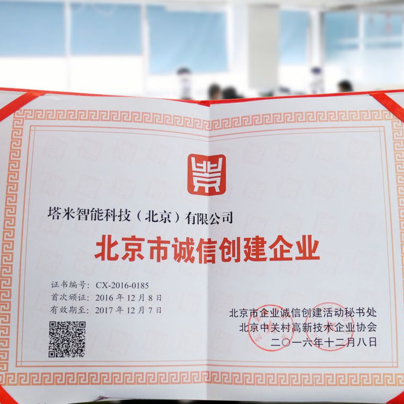 塔米智能科技（北京）有限公司
北京市诚信创建企业
证书编号：CX-2016-0185
首次颁证：2016 年 12 月 8 日
有效期至：2017 年 12 月 7 日
北京市企业诚信创建活动秘书处
北京中关村高新技术企业协会
二〇一六年十二月八日